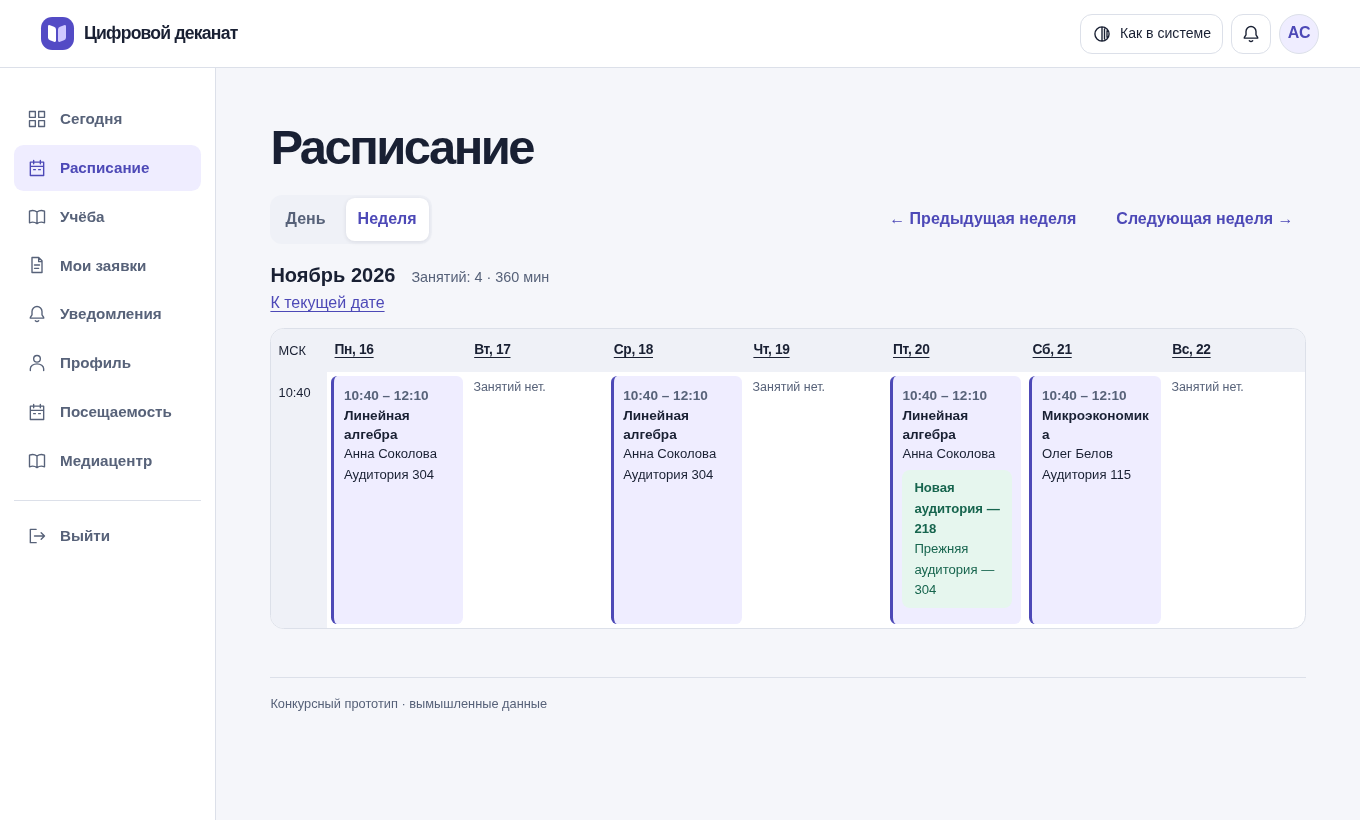 Цифровой деканат
Как в системе
АС
Сегодня
Расписание
Учёба
Мои заявки
Уведомления
Профиль
Посещаемость
Медиацентр
Выйти
Расписание
День
Неделя
← Предыдущая неделя
Следующая неделя →
Ноябрь 2026
Занятий: 4 · 360 мин
К текущей дате
МСК
Пн, 16
Вт, 17
Ср, 18
Чт, 19
Пт, 20
Сб, 21
Вс, 22
10:40
10:40 – 12:10
Линейная
алгебра
Анна Соколова
Аудитория 304
Занятий нет.
10:40 – 12:10
Линейная
алгебра
Анна Соколова
Аудитория 304
Занятий нет.
10:40 – 12:10
Линейная
алгебра
Анна Соколова
Новая
аудитория —
218
Прежняя
аудитория —
304
10:40 – 12:10
Микроэкономик
а
Олег Белов
Аудитория 115
Занятий нет.
Конкурсный прототип · вымышленные данные